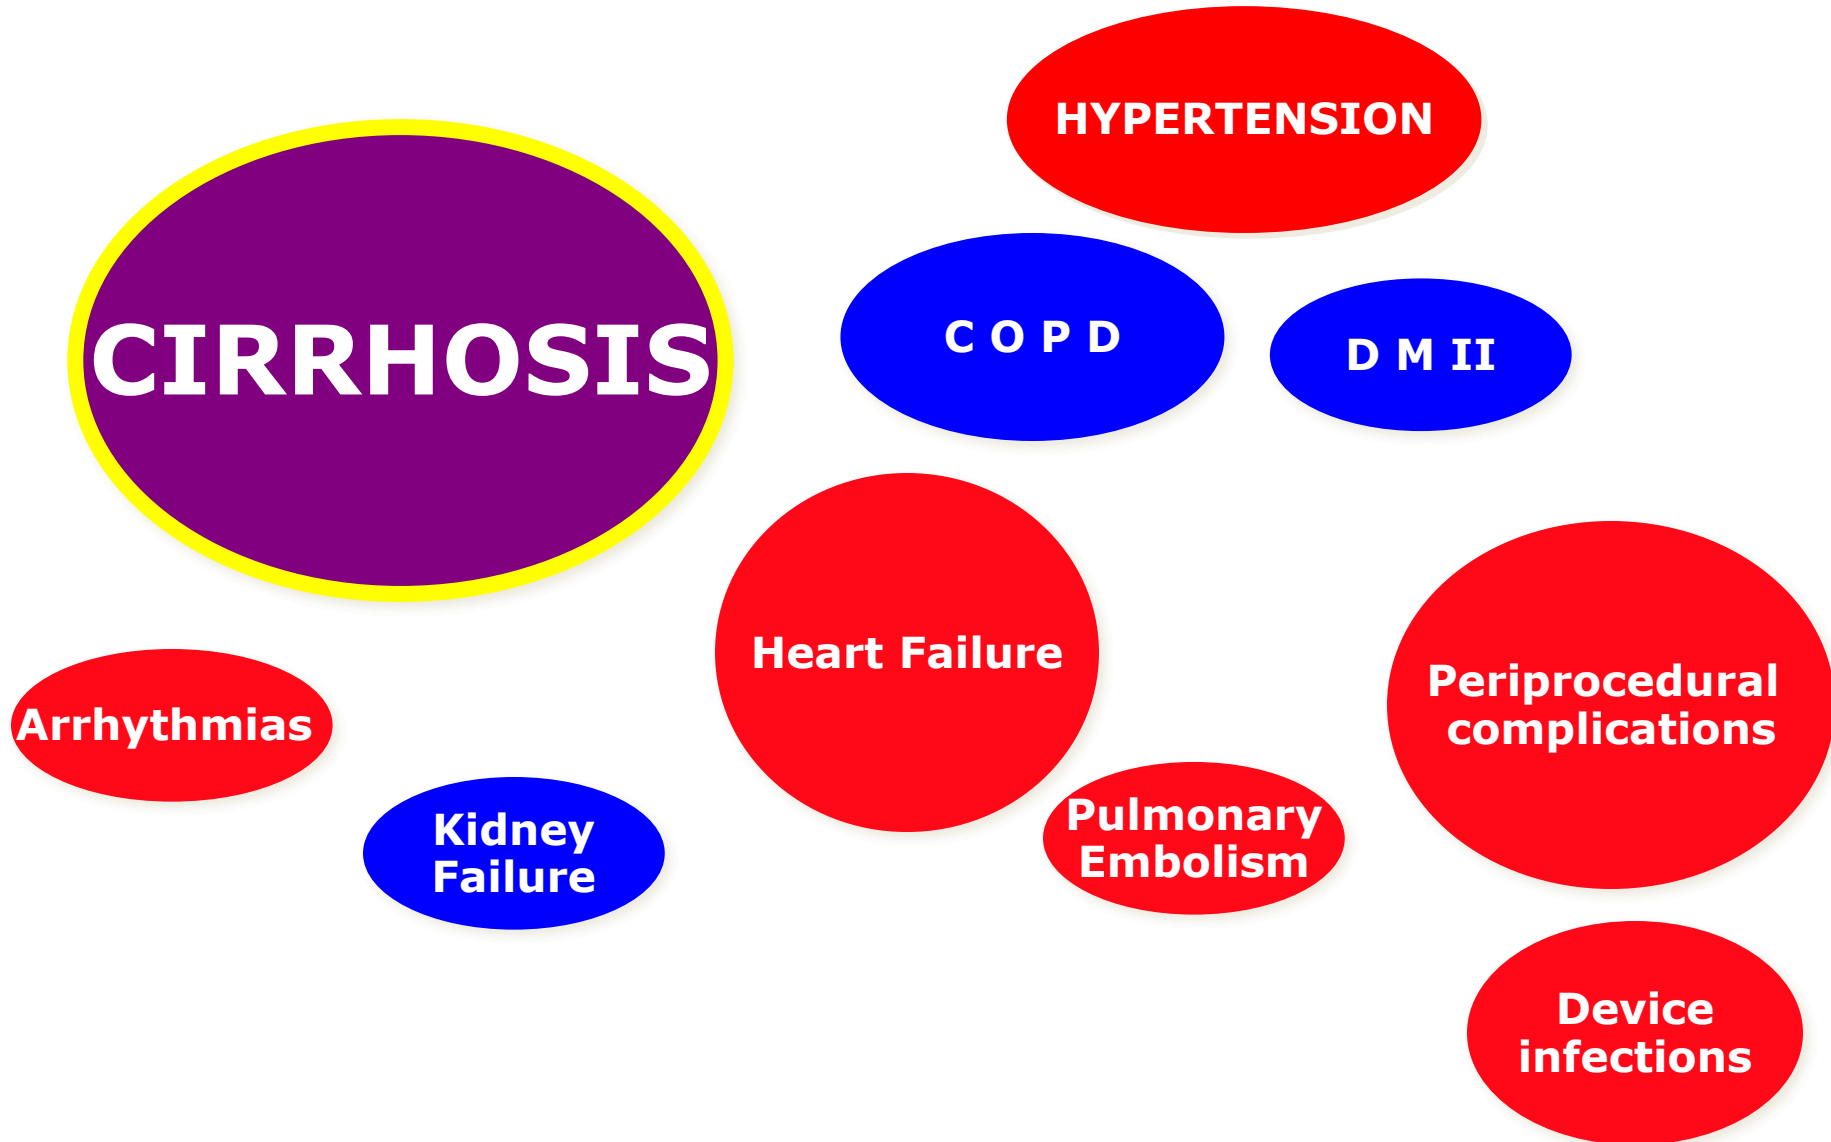 HYPERTENSION
CIRRHOSIS
C O P D
D M II
Heart Failure
Periprocedural
complications
Arrhythmias
Kidney
Failure
Pulmonary
Embolism
Device
infections